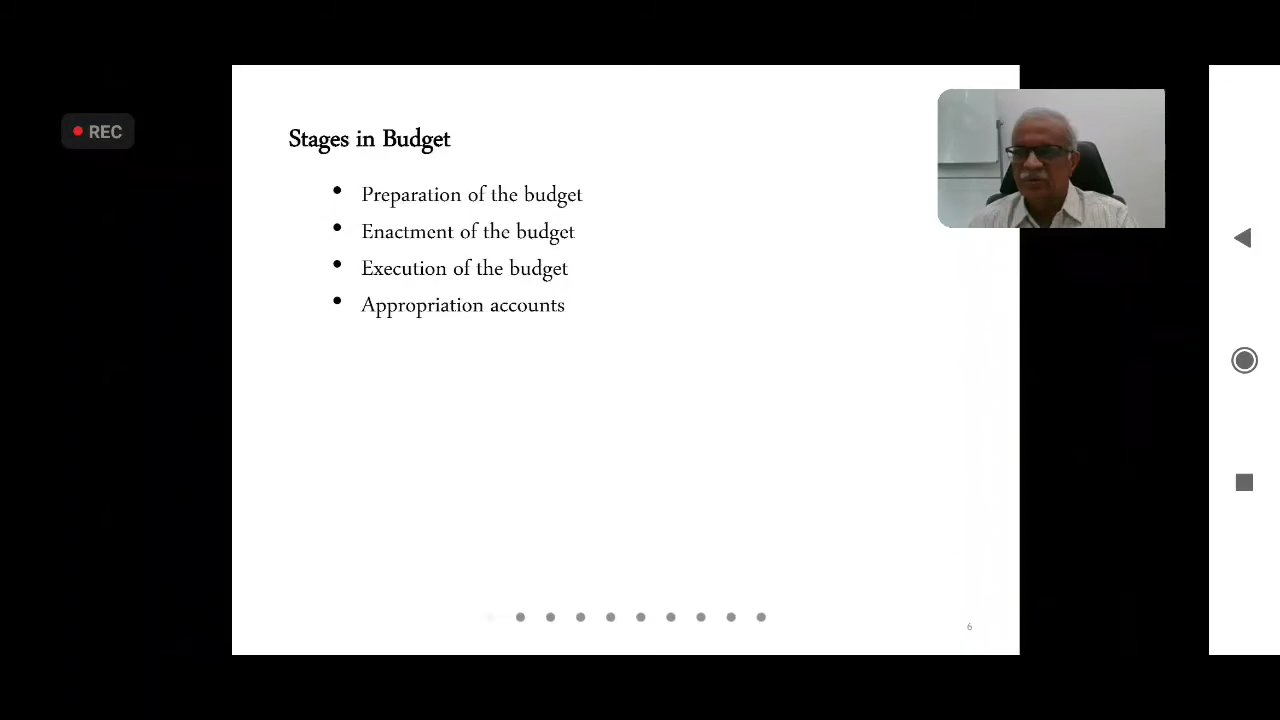 REC
Stages in Budget
• Preparation of the budget
• Enactment of the budget
• Execution of the budget
• Appropriation accounts
6